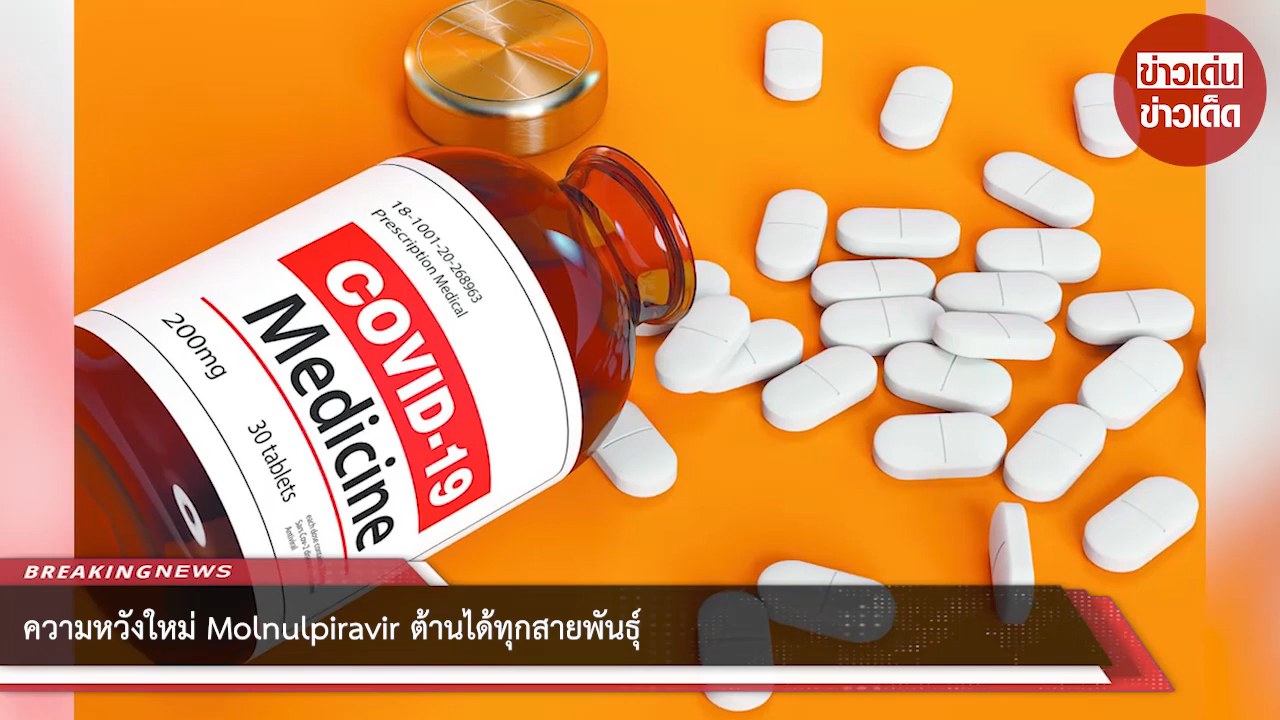 ข่าวเด่น
ข่าวเด็ด
18-1001-20-268963
Prescription Medical
COVID-19
Medicine
200mg
30 tablets
BREAKINGNEWS
ความหวังใหม่ Molnulpiravir ต้านได้ทุกสายพันธุ์